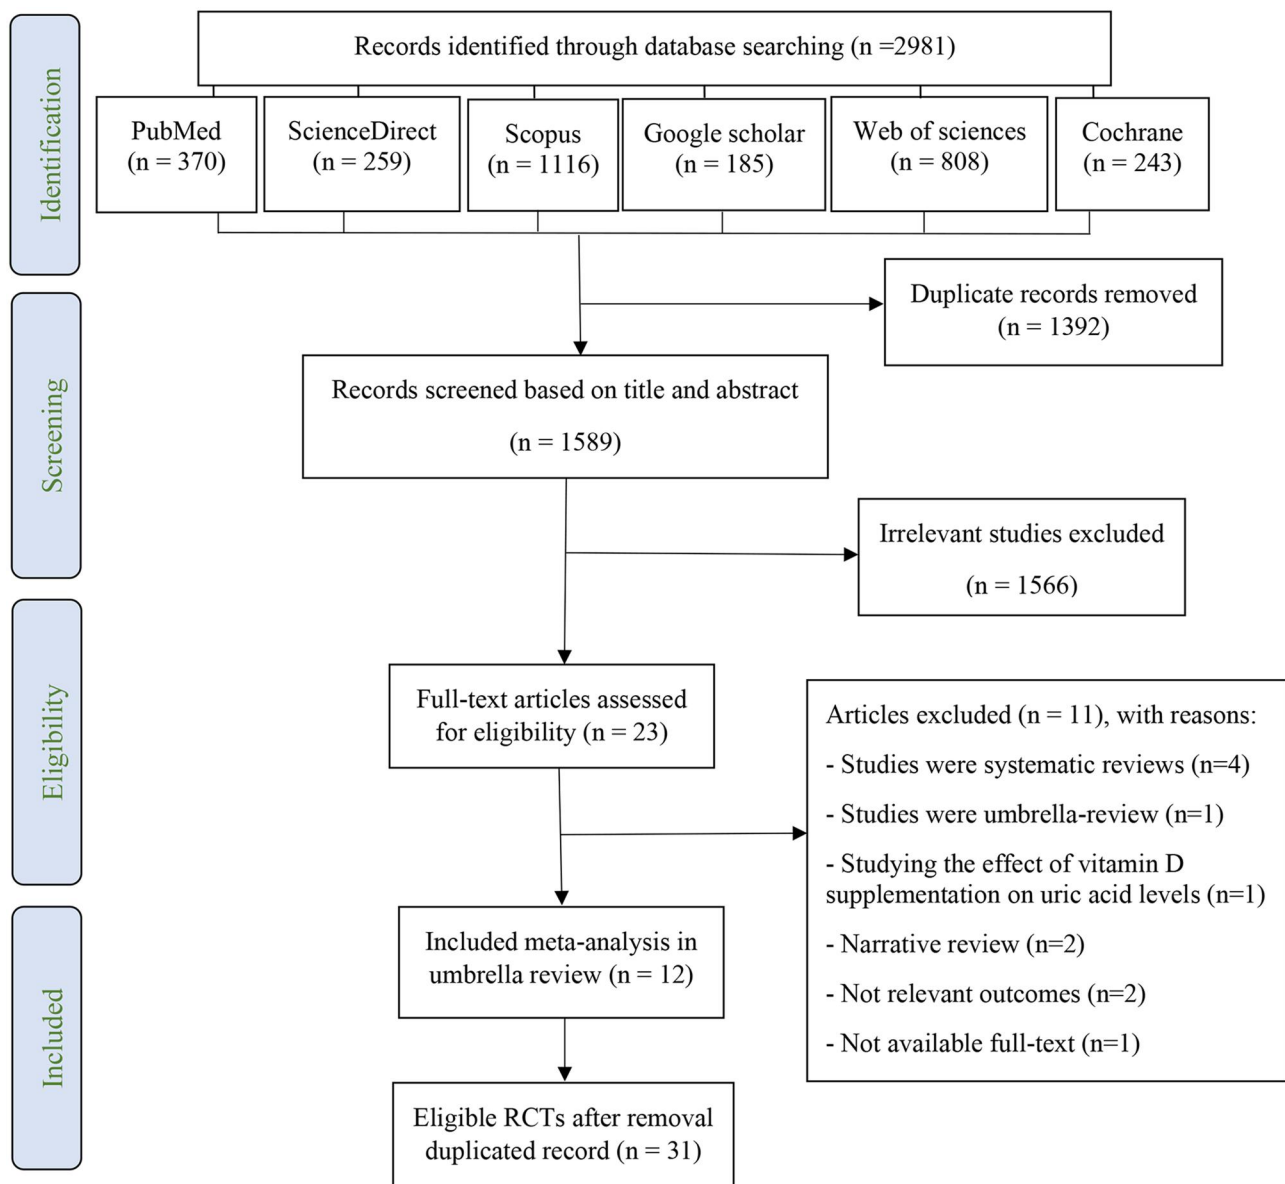 Identification
Records identified through database searching (n =2981)
PubMed
(n = 370)
ScienceDirect
(n = 259)
Scopus
(n = 1116)
Google scholar
(n = 185)
Web of sciences
(n = 808)
Cochrane
(n = 243)
Duplicate records removed
(n = 1392)
Screening
Records screened based on title and abstract
(n = 1589)
Irrelevant studies excluded
(n = 1566)
Eligibility
Full-text articles assessed
for eligibility (n = 23)
Articles excluded (n = 11), with reasons:
- Studies were systematic reviews (n=4)
- Studies were umbrella-review (n=1)
- Studying the effect of vitamin D
supplementation on uric acid levels (n=1)
- Narrative review (n=2)
- Not relevant outcomes (n=2)
- Not available full-text (n=1)
Included
Included meta-analysis in
umbrella review (n = 12)
Eligible RCTs after removal
duplicated record (n = 31)